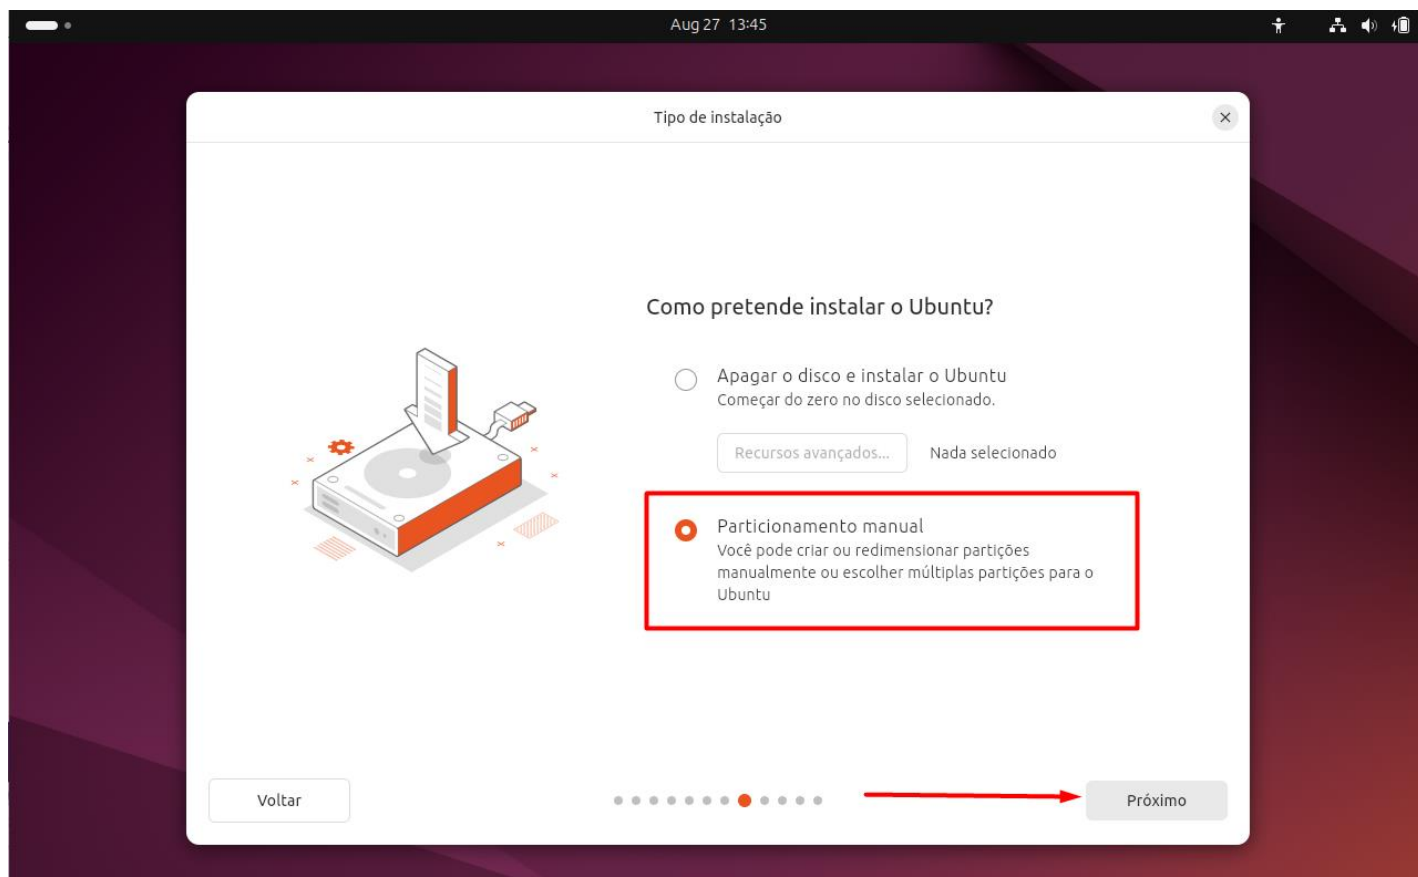 Aug 27 13:45
Tipo de instalação
Como pretende instalar o Ubuntu?
Apagar o disco e instalar o Ubuntu
Começar do zero no disco selecionado.
Recursos avançados... Nada selecionado
Particionamento manual
Você pode criar ou redimensionar partições
manualmente ou escolher múltiplas partições para o
Ubuntu
Voltar
Próximo